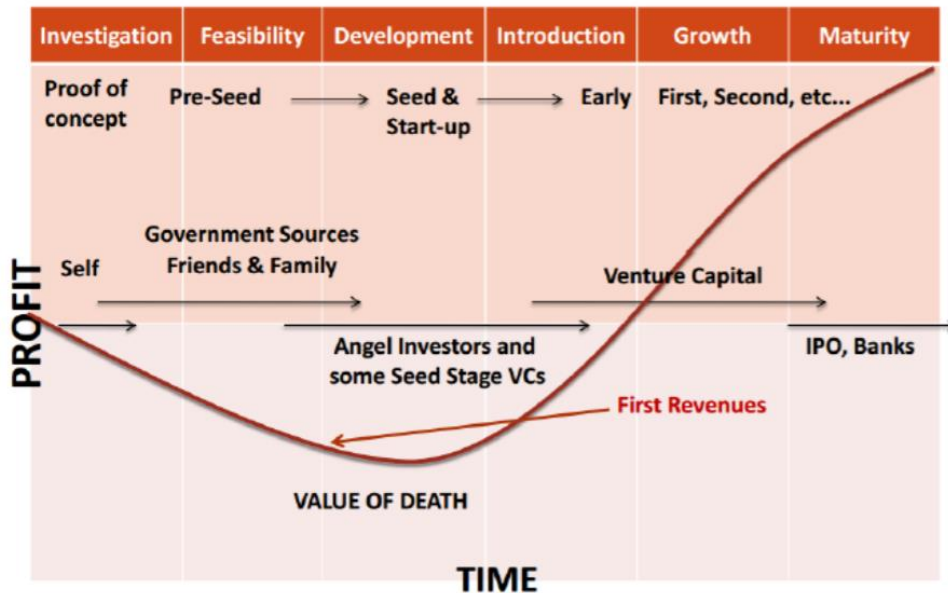 Investigation Feasibility Development Introduction Growth Maturity
Proof of
concept
Pre-Seed
Seed &
Start-up
Early
First, Second, etc...
Government Sources
Friends & Family
Self
Venture Capital
PROFIT
Angel Investors and
some Seed Stage VCs
IPO, Banks
First Revenues
VALUE OF DEATH
TIME